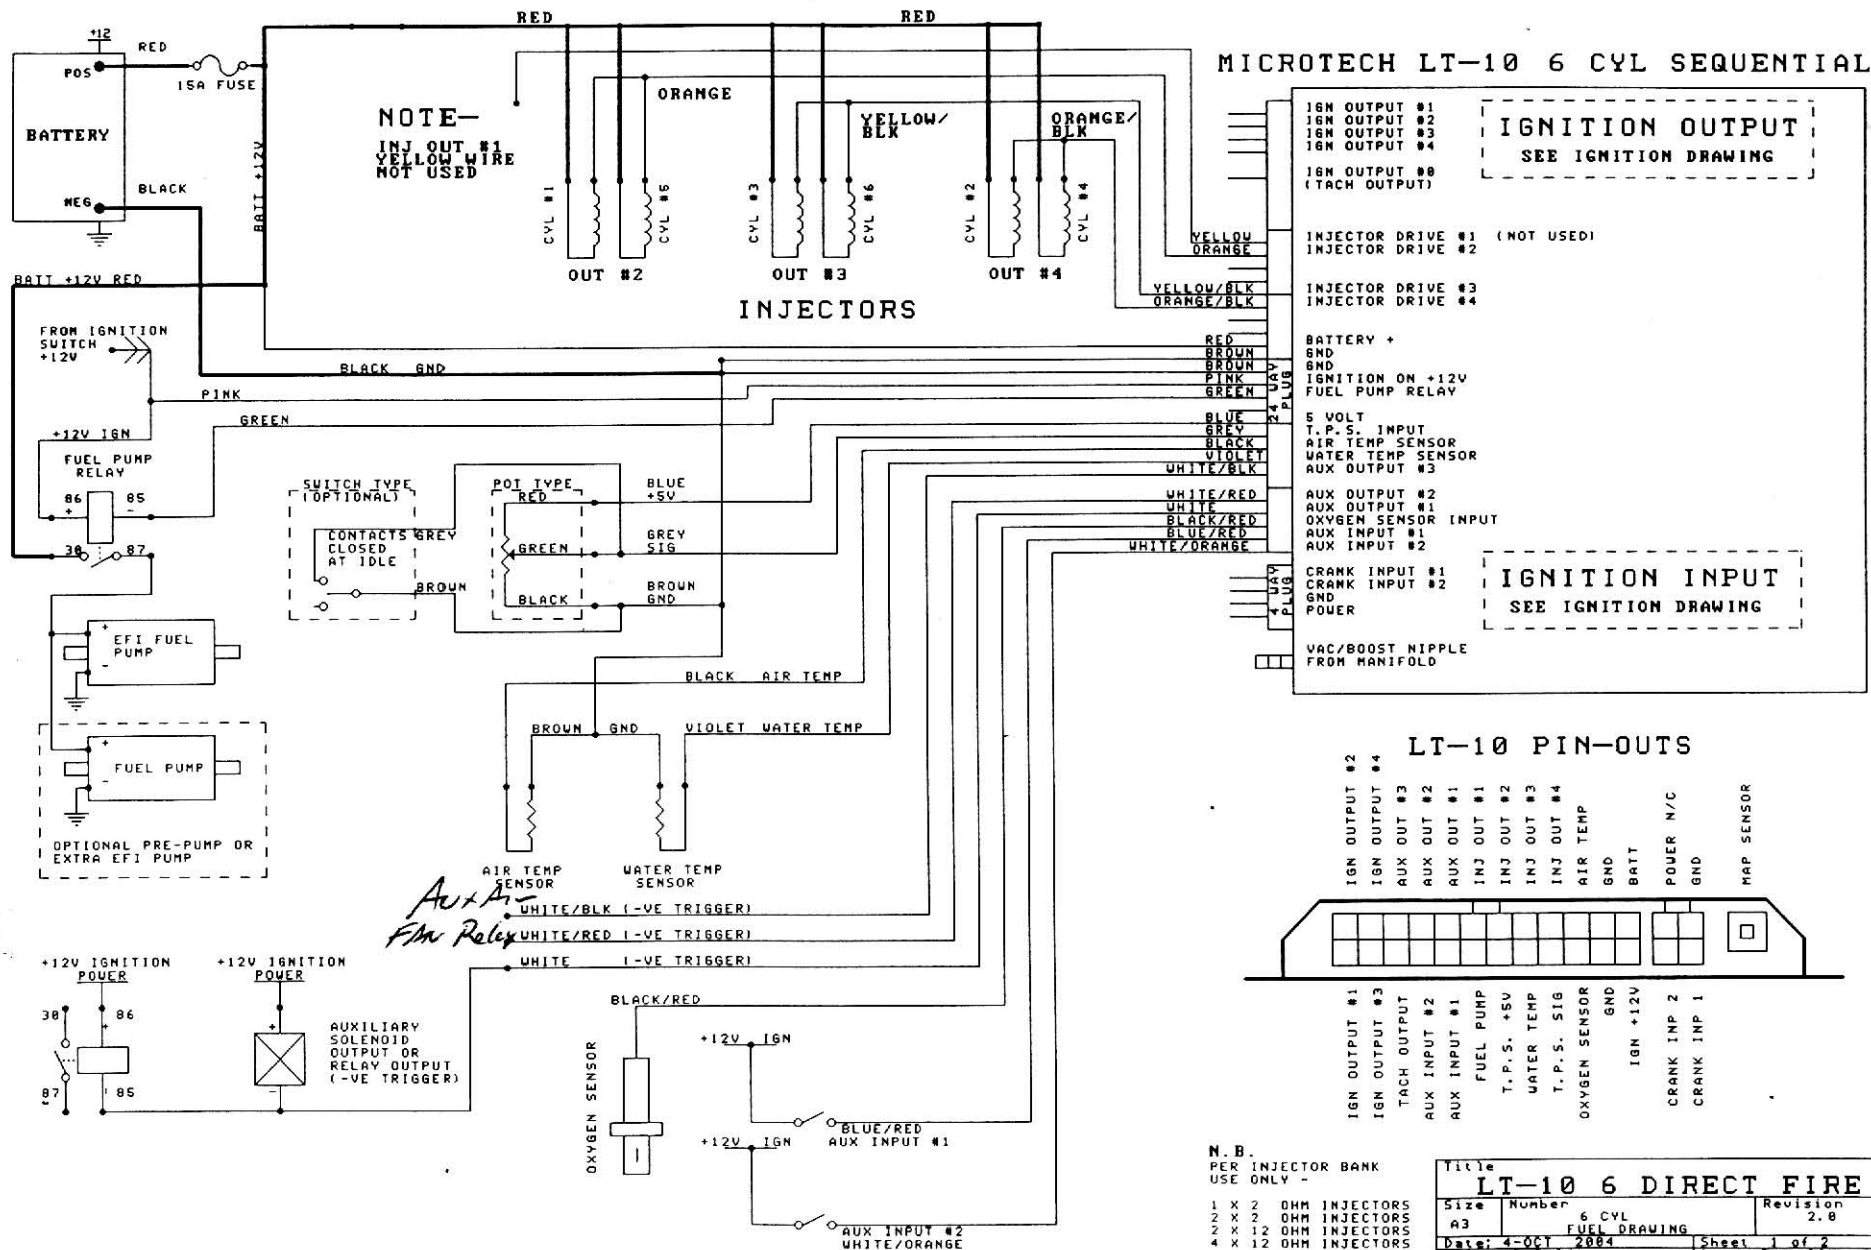 RED
RED
+12
RED
POS
15A FUSE
BATTERY
BLACK
NEG
BATT +12V
NOTE-
INJ OUT #1
YELLOW WIRE
NOT USED
ORANGE
YELLOW/
BLK
ORANGE/
BLK
CYL #1
CYL #5
CYL #3
CYL #6
CYL #2
CYL #4
OUT #2
OUT #3
OUT #4
INJECTORS
MICROTECH LT-10 6 CYL SEQUENTIAL
IGN OUTPUT #1
IGN OUTPUT #2
IGN OUTPUT #3
IGN OUTPUT #4
IGN OUTPUT #0
(TACH OUTPUT)
IGNITION OUTPUT
SEE IGNITION DRAWING
YELLOW INJECTOR DRIVE #1 (NOT USED)
ORANGE INJECTOR DRIVE #2
YELLOW/BLK INJECTOR DRIVE #3
ORANGE/BLK INJECTOR DRIVE #4
RED BATTERY +
BROWN GND
BROWN GND
PINK IGNITION ON +12V
GREEN FUEL PUMP RELAY
24 WAY
PLUG
BLUE 5 VOLT
GREY T.P.S. INPUT
BLACK AIR TEMP SENSOR
VIOLET WATER TEMP SENSOR
WHITE/BLK AUX OUTPUT #3
WHITE/RED AUX OUTPUT #2
WHITE AUX OUTPUT #1
BLACK/RED OXYGEN SENSOR INPUT
BLUE/RED AUX INPUT #1
WHITE/ORANGE AUX INPUT #2
4 WAY
PLUG
CRANK INPUT #1
CRANK INPUT #2
GND
POWER
IGNITION INPUT
SEE IGNITION DRAWING
VAC/BOOST NIPPLE
FROM MANIFOLD
BATT +12V RED
FROM IGNITION
SWITCH
+12V
BLACK GND
PINK
GREEN
+12V IGN
FUEL PUMP
RELAY
86 85
+ -
30 87
SWITCH TYPE
(OPTIONAL)
CONTACTS GREY
CLOSED
AT IDLE
BROWN
POT TYPE
RED
GREEN
BLACK
BLUE
+5V
GREY
SIG
BROWN
GND
+
EFI FUEL
PUMP
-
+
FUEL PUMP
-
OPTIONAL PRE-PUMP OR
EXTRA EFI PUMP
BLACK AIR TEMP
BROWN GND
VIOLET WATER TEMP
AIR TEMP
SENSOR
WATER TEMP
SENSOR
Aux Air
WHITE/BLK (-VE TRIGGER)
FAN Relay
WHITE/RED (-VE TRIGGER)
WHITE (-VE TRIGGER)
+12V IGNITION
POWER
+12V IGNITION
POWER
30 86
+
87 85
-
+
-
AUXILIARY
SOLENOID
OUTPUT OR
RELAY OUTPUT
(-VE TRIGGER)
BLACK/RED
OXYGEN SENSOR
+12V IGN
BLUE/RED
AUX INPUT #1
+12V IGN
AUX INPUT #2
WHITE/ORANGE
LT-10 PIN-OUTS
IGN OUTPUT #2
IGN OUTPUT #4
AUX OUT #3
AUX OUT #2
AUX OUT #1
INJ OUT #1
INJ OUT #2
INJ OUT #3
INJ OUT #4
AIR TEMP
GND
BATT
POWER N/C
GND
MAP SENSOR
IGN OUTPUT #1
IGN OUTPUT #3
TACH OUTPUT
AUX INPUT #2
AUX INPUT #1
FUEL PUMP
T.P.S. +5V
WATER TEMP
T.P.S. SIG
OXYGEN SENSOR
GND
IGN +12V
CRANK INP 2
CRANK INP 1
N.B.
PER INJECTOR BANK
USE ONLY -
1 X 2 OHM INJECTORS
2 X 2 OHM INJECTORS
2 X 12 OHM INJECTORS
4 X 12 OHM INJECTORS
Title
LT-10 6 DIRECT FIRE
Size Number Revision
A3 6 CYL 2.0
FUEL DRAWING
Date: 4-OCT 2004 Sheet 1 of 2